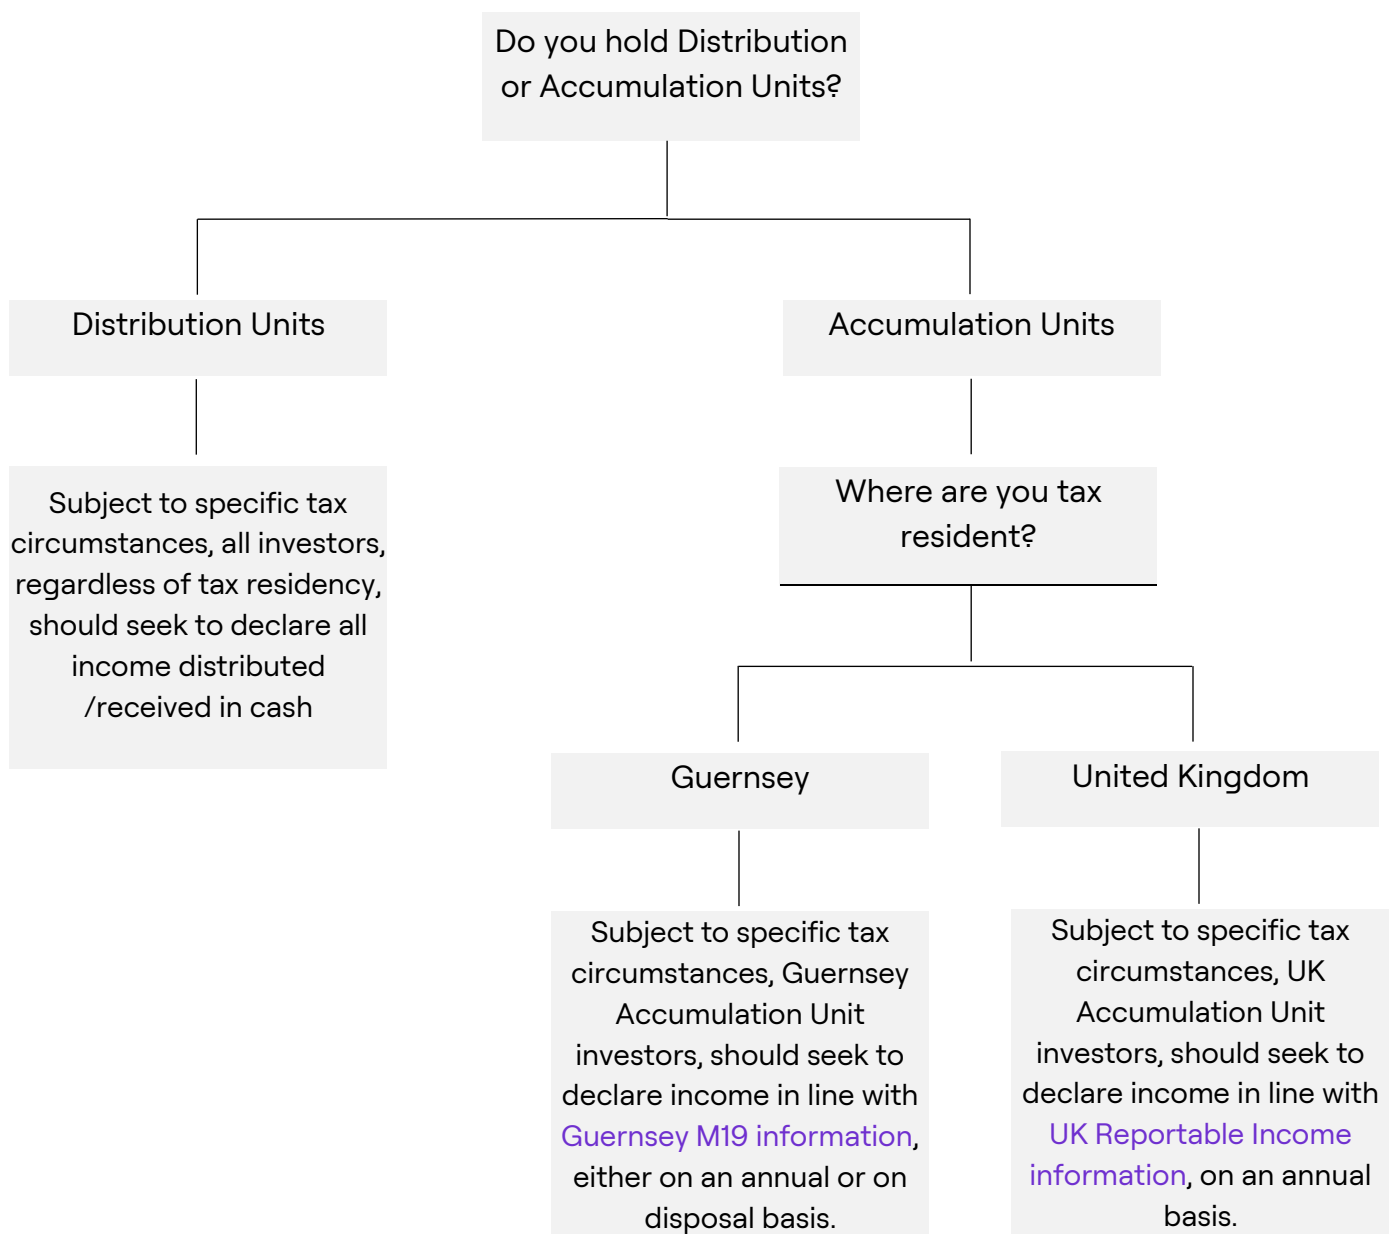 Do you hold Distribution
or Accumulation Units?
Distribution Units
Accumulation Units
Subject to specific tax
circumstances, all investors,
regardless of tax residency,
should seek to declare all
income distributed
/received in cash
Where are you tax
resident?
Guernsey
United Kingdom
Subject to specific tax
circumstances, Guernsey
Accumulation Unit
investors, should seek to
declare income in line with
Guernsey M19 information,
either on an annual or on
disposal basis.
Subject to specific tax
circumstances, UK
Accumulation Unit
investors, should seek to
declare income in line with
UK Reportable Income
information, on an annual
basis.